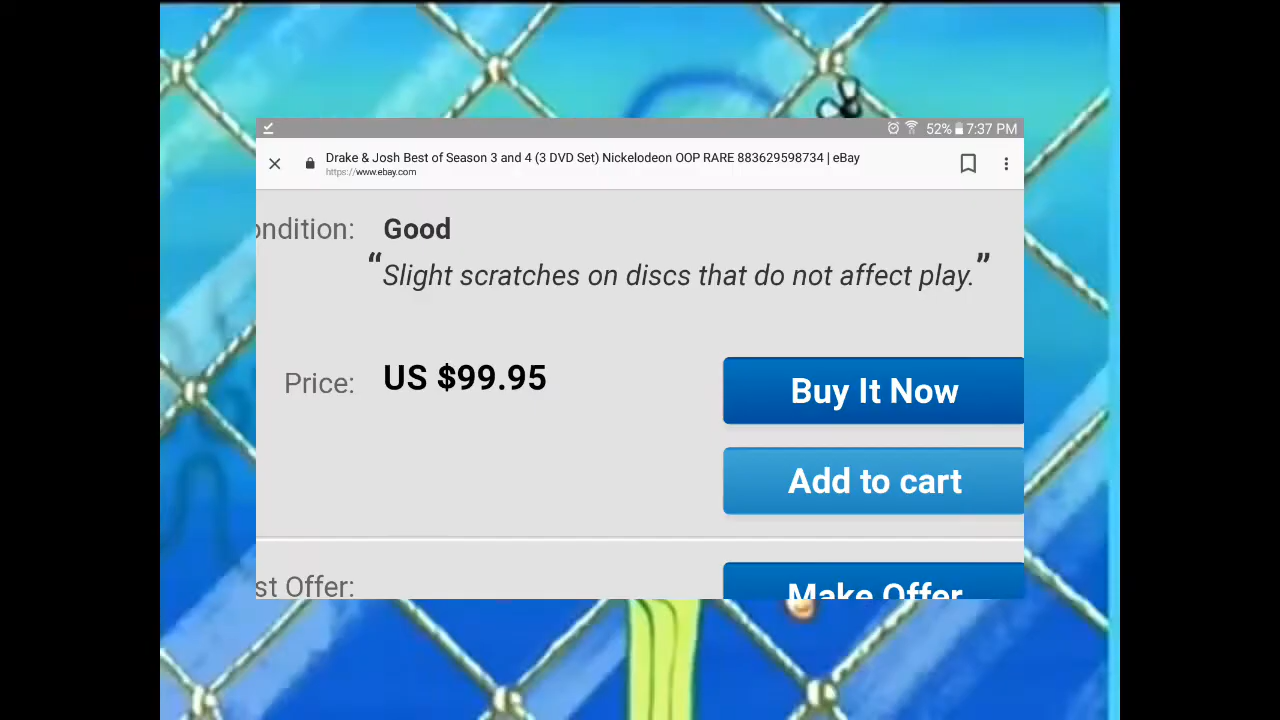 52% 7:37 PM
Drake & Josh Best of Season 3 and 4 (3 DVD Set) Nickelodeon OOP RARE 883629598734 | eBay
https://www.ebay.com
ondition: Good
“Slight scratches on discs that do not affect play.”
Price: US $99.95 Buy It Now
Add to cart
st Offer: Make Offer